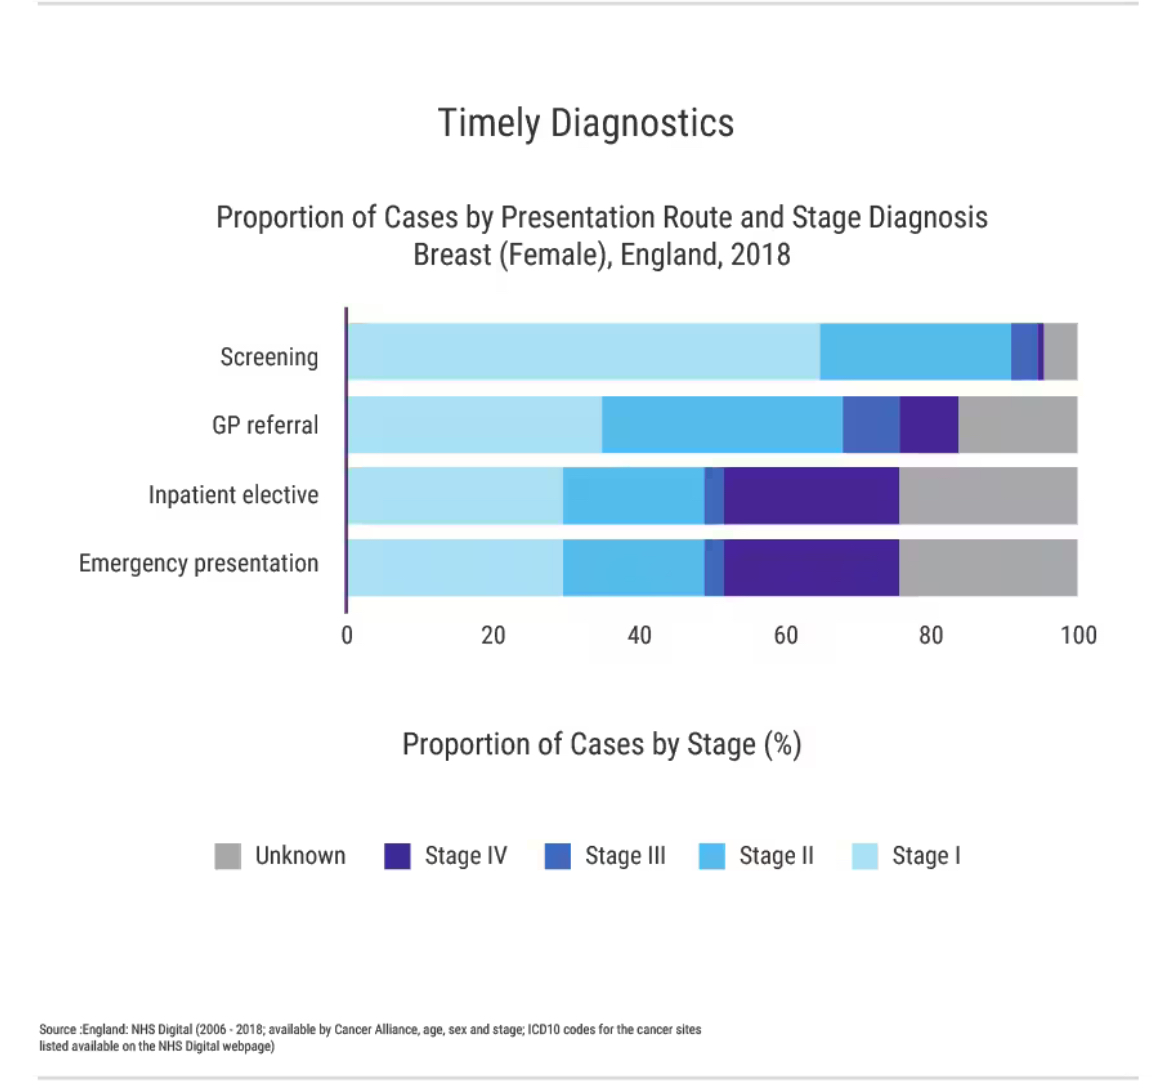 Timely Diagnostics
Proportion of Cases by Presentation Route and Stage Diagnosis
Breast (Female), England, 2018
Screening
GP referral
Inpatient elective
Emergency presentation
0 20 40 60 80 100
Proportion of Cases by Stage (%)
Unknown Stage IV Stage III Stage II Stage I
Source :England: NHS Digital (2006 - 2018; available by Cancer Alliance, age, sex and stage; ICD10 codes for the cancer sites
listed available on the NHS Digital webpage)